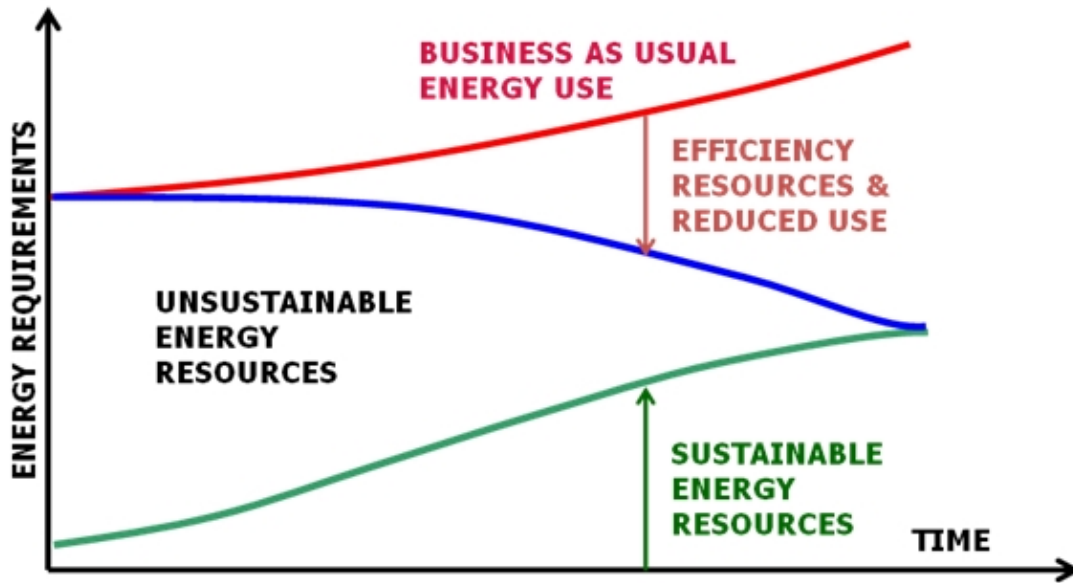 BUSINESS AS USUAL
ENERGY USE
EFFICIENCY
RESOURCES &
REDUCED USE
ENERGY REQUIREMENTS
UNSUSTAINABLE
ENERGY
RESOURCES
SUSTAINABLE
ENERGY
RESOURCES
TIME